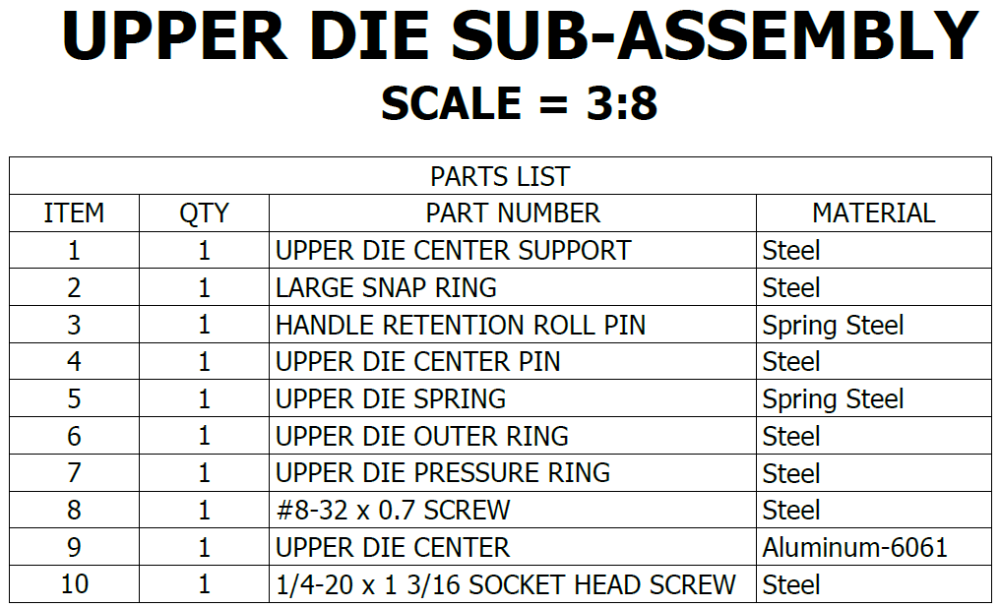 UPPER DIE SUB-ASSEMBLY
SCALE = 3:8
PARTS LIST
ITEM QTY PART NUMBER MATERIAL
1 1 UPPER DIE CENTER SUPPORT Steel
2 1 LARGE SNAP RING Steel
3 1 HANDLE RETENTION ROLL PIN Spring Steel
4 1 UPPER DIE CENTER PIN Steel
5 1 UPPER DIE SPRING Spring Steel
6 1 UPPER DIE OUTER RING Steel
7 1 UPPER DIE PRESSURE RING Steel
8 1 #8-32 x 0.7 SCREW Steel
9 1 UPPER DIE CENTER Aluminum-6061
10 1 1/4-20 x 1 3/16 SOCKET HEAD SCREW Steel